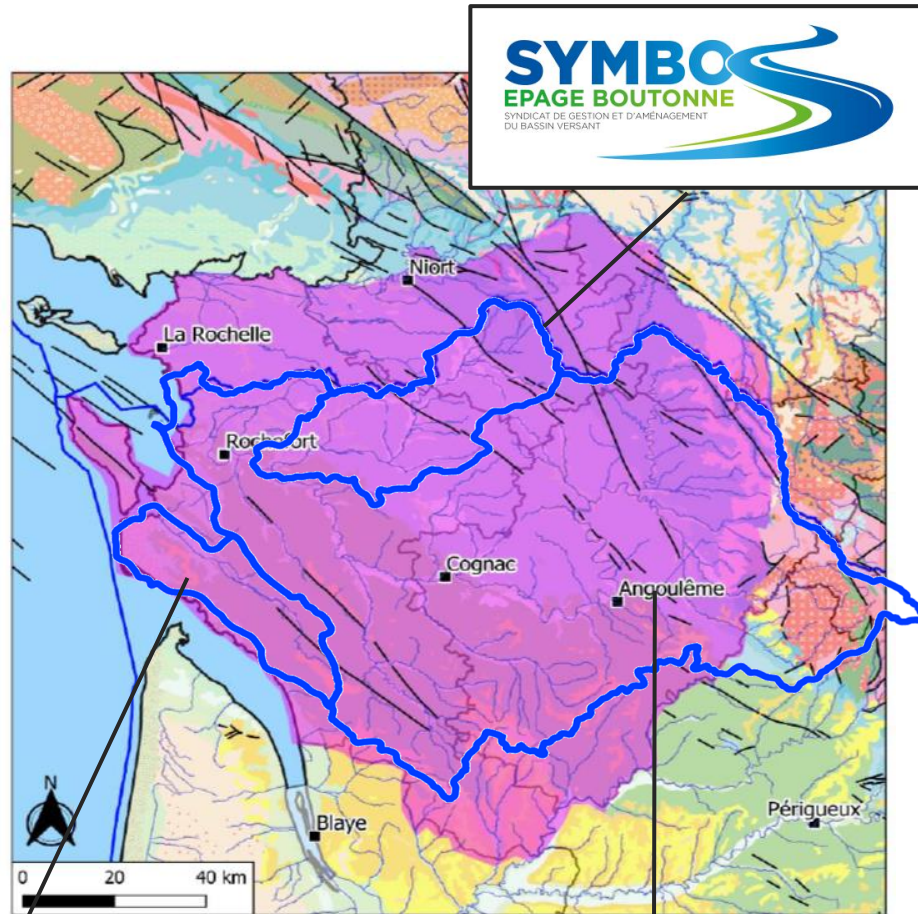 SYMBO
EPAGE BOUTONNE
SYNDICAT DE GESTION ET D'AMÉNAGEMENT
DU BASSIN VERSANT
Niort
La Rochelle
Rochefort
Cognac
Angoulême
N
Blaye
Périgueux
0 20 40 km